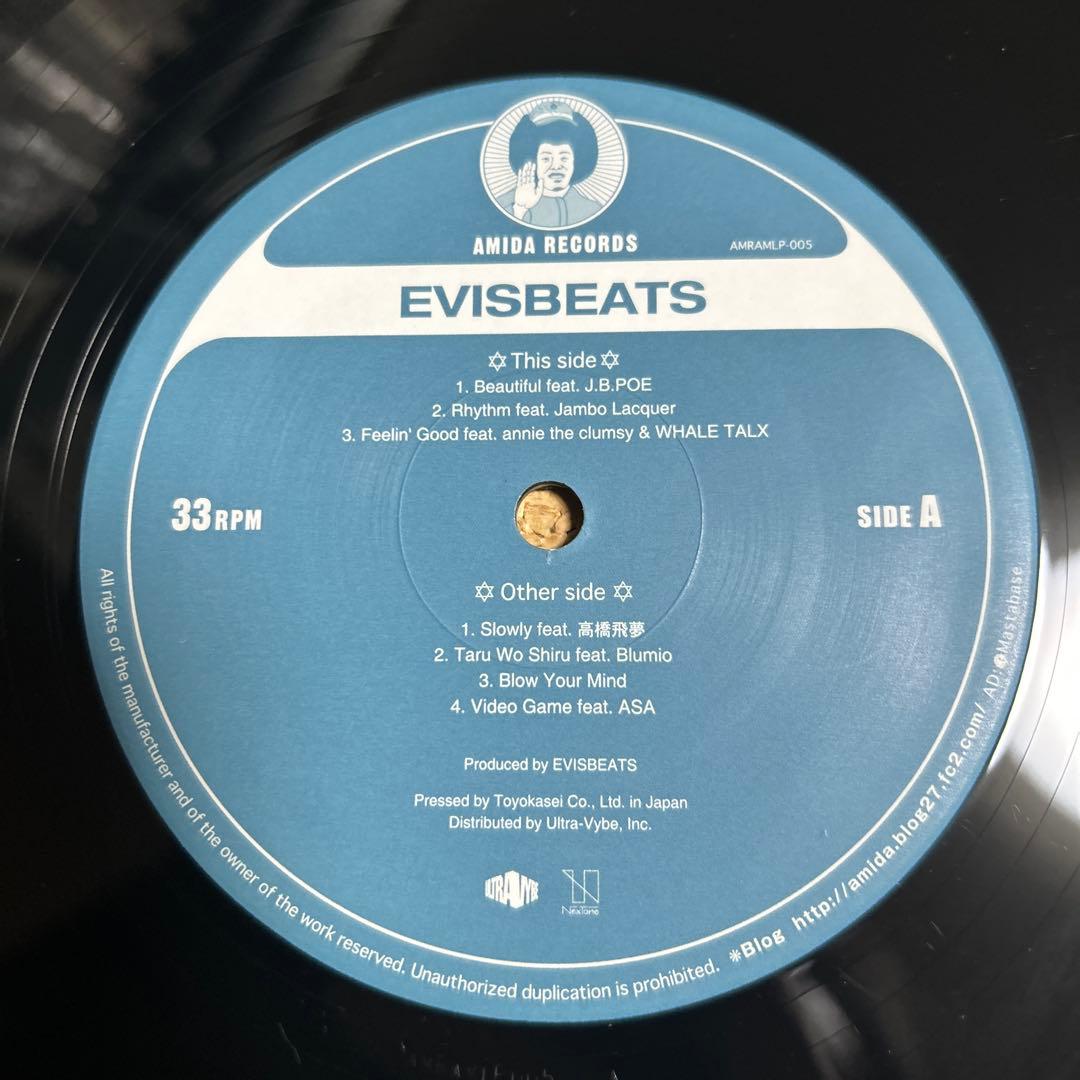 AMIDA RECORDS
AMRAMLP-005
EVISBEATS
✡This side✡
1. Beautiful feat. J.B.POE
2. Rhythm feat. Jambo Lacquer
3. Feelin' Good feat. annie the clumsy & WHALE TALX
33RPM
SIDE A
✡ Other side ✡
1. Slowly feat. 高橋飛夢
2. Taru Wo Shiru feat. Blumio
3. Blow Your Mind
4. Video Game feat. ASA
Produced by EVISBEATS
Pressed by Toyokasei Co., Ltd. in Japan
Distributed by Ultra-Vybe, Inc.
ULTRAVYBE
NexTone
All rights of the manufacturer and of the owner of the work reserved. Unauthorized duplication is prohibited. ✳Blog http://amida.blog27.fc2.com/ AD:Mastabase